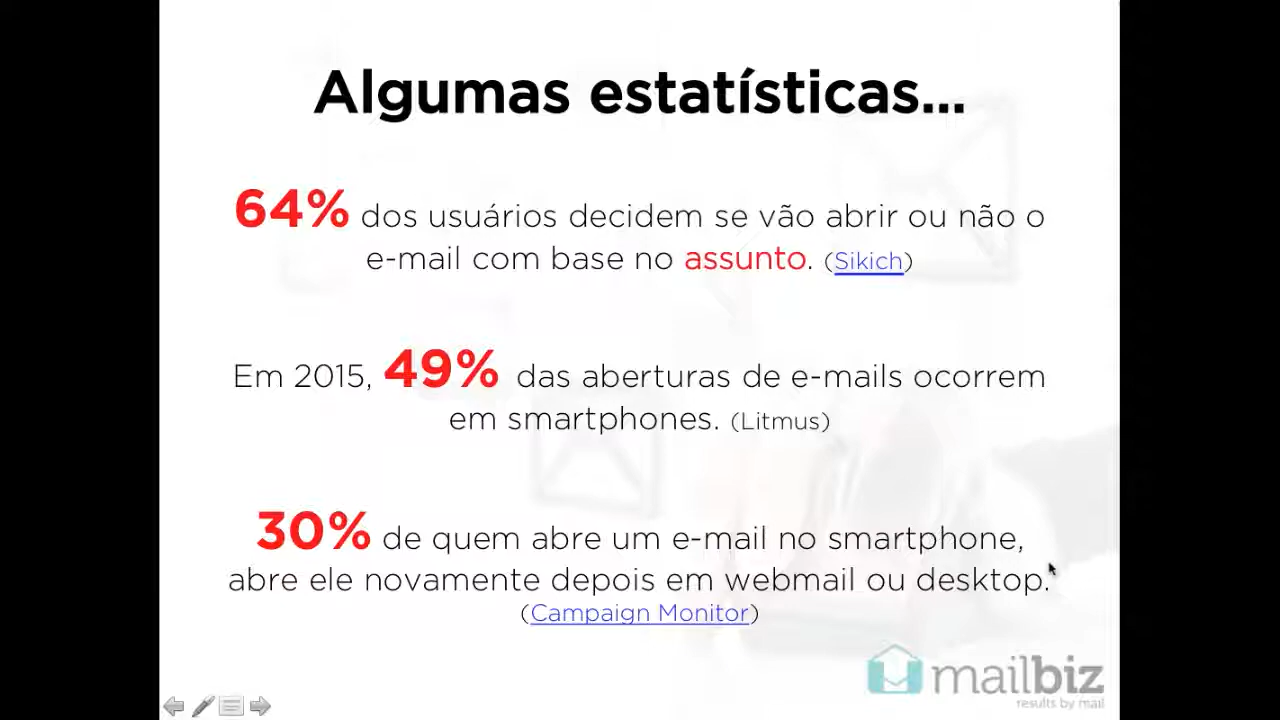 Algumas estatísticas...
64% dos usuários decidem se vão abrir ou não o
e-mail com base no assunto. (Sikich)
Em 2015, 49% das aberturas de e-mails ocorrem
em smartphones. (Litmus)
30% de quem abre um e-mail no smartphone,
abre ele novamente depois em webmail ou desktop.
(Campaign Monitor)
mailbiz
results by mail